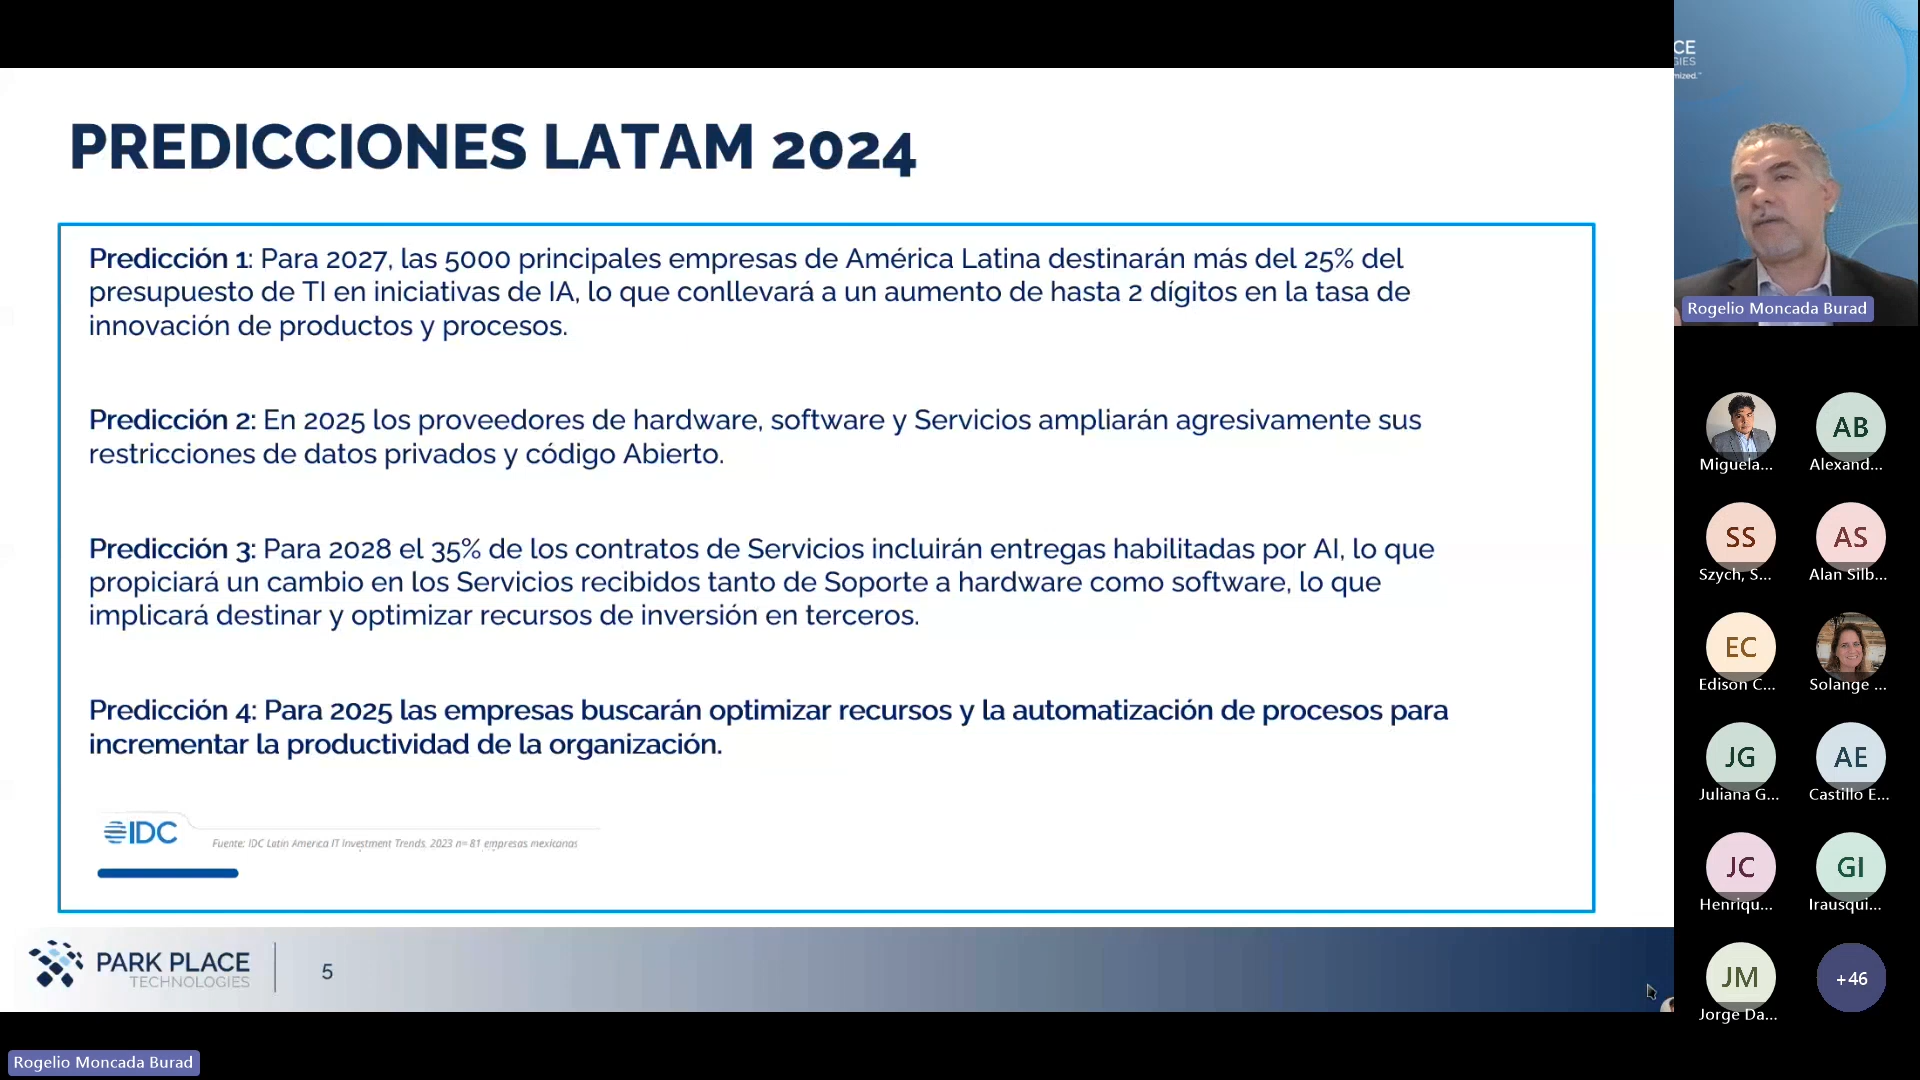 PREDICCIONES LATAM 2024
Predicción 1: Para 2027, las 5000 principales empresas de América Latina destinarán más del 25% del
presupuesto de TI en iniciativas de IA, lo que conllevará a un aumento de hasta 2 dígitos en la tasa de
innovación de productos y procesos.
Predicción 2: En 2025 los proveedores de hardware, software y Servicios ampliarán agresivamente sus
restricciones de datos privados y código Abierto.
Predicción 3: Para 2028 el 35% de los contratos de Servicios incluirán entregas habilitadas por AI, lo que
propiciará un cambio en los Servicios recibidos tanto de Soporte a hardware como software, lo que
implicará destinar y optimizar recursos de inversión en terceros.
Predicción 4: Para 2025 las empresas buscarán optimizar recursos y la automatización de procesos para
incrementar la productividad de la organización.
IDC
Fuente: IDC Latin America IT Investment Trends, 2023 n= 81 empresas mexicanas
PARK PLACE
TECHNOLOGIES
5
Rogelio Moncada Burad
CE
GIES
mized.™
Rogelio Moncada Burad
Miguela...
AB
Alexand...
SS
Szych, S...
AS
Alan Silb...
EC
Edison C...
Solange ...
JG
Juliana G...
AE
Castillo E...
JC
Henriqu...
GI
Irausqui...
JM
Jorge Da...
+46